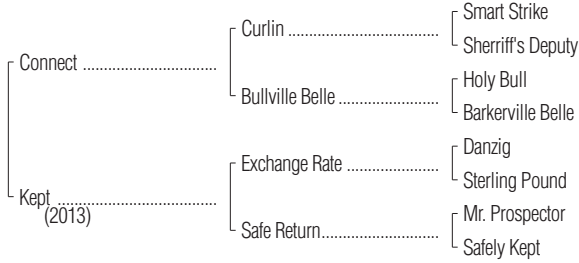 Smart Strike
Curlin ............................
Sherriff's Deputy
Connect .........................................
Holy Bull
Bullville Belle ..............................
Barkerville Belle
Danzig
Exchange Rate ............................
Sterling Pound
Kept .................................................
(2013)
Mr. Prospector
Safe Return...................................
Safely Kept